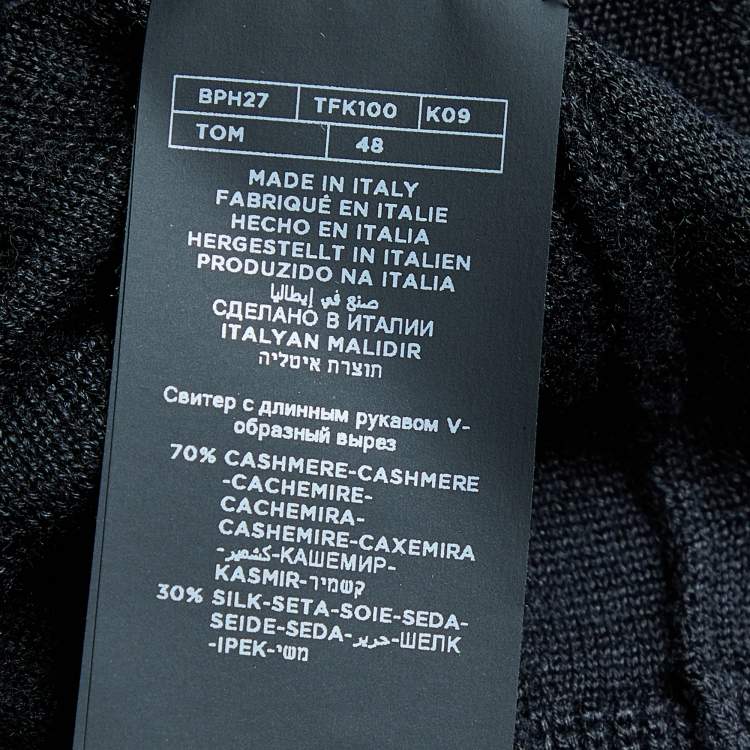 BPH27 TFK100 K09
TOM 48
MADE IN ITALY
FABRIQUÉ EN ITALIE
HECHO EN ITALIA
HERGESTELLT IN ITALIEN
PRODUZIDO NA ITALIA
صنع في إيطاليا
СДЕЛАНО В ИТАЛИИ
ITALYAN MALIDIR
תוצרת איטליה
Свитер с длинным рукавом V-
образный вырез
70% CASHMERE-CASHMERE
-CACHEMIRE-
CACHEMIRA-
CASHEMIRE-CAXEMIRA
-كشمير-КАШЕМИР-
KASMIR-קשמיר
30% SILK-SETA-SOIE-SEDA-
SEIDE-SEDA-حرير-ШЕЛК
-IPEK-משי